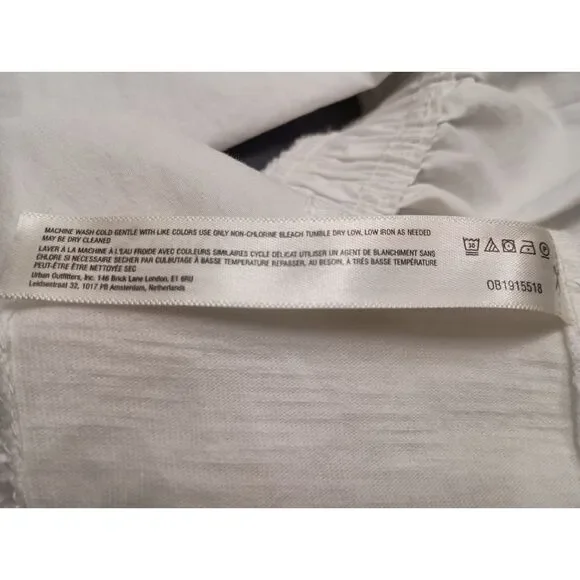 MACHINE WASH COLD GENTLE WITH LIKE COLORS USE ONLY NON-CHLORINE BLEACH TUMBLE DRY LOW, LOW IRON AS NEEDED
MAY BE DRY CLEANED
LAVER À LA MACHINE À L'EAU FROIDE AVEC COULEURS SIMILAIRES CYCLE DÉLICAT UTILISER UN AGENT DE BLANCHIMENT SANS
CHLORE SI NÉCESSAIRE SÉCHER PAR CULBUTAGE À BASSE TEMPÉRATURE REPASSER, AU BESOIN, À TRÈS BASSE TEMPÉRATURE
PEUT-ÊTRE ÊTRE NETTOYÉE SEC
Urban Outfitters, Inc. 146 Brick Lane London, E1 6RU
Leidsestraat 32, 1017 PB Amsterdam, Netherlands
30
OB1915518